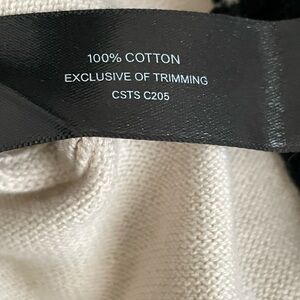 100% COTTON
EXCLUSIVE OF TRIMMING
CSTS C205